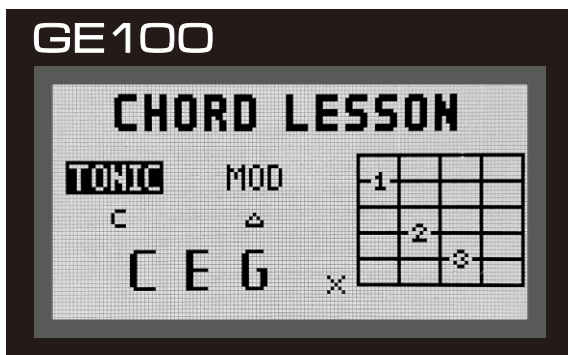 GE100
CHORD LESSON
TONIC MOD
C △
C E G
×
1
2
3